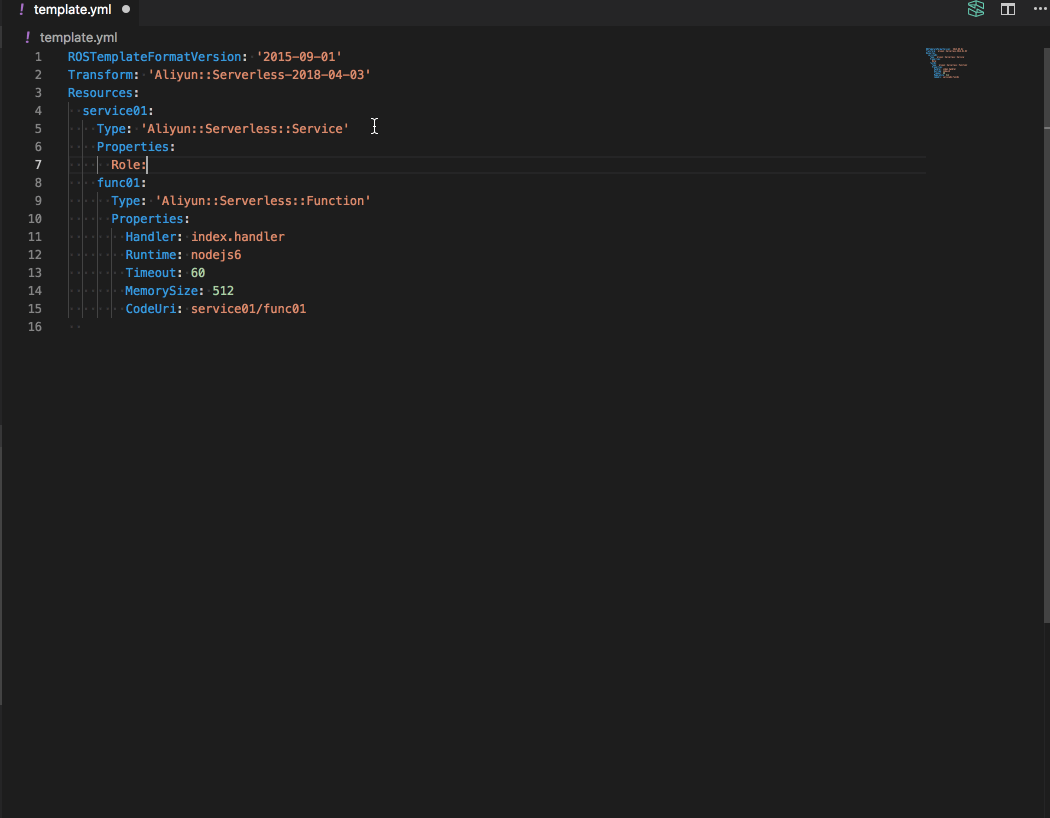 ! template.yml
! template.yml
1 ROSTemplateFormatVersion: '2015-09-01'
2 Transform: 'Aliyun::Serverless-2018-04-03'
3 Resources:
4   service01:
5     Type: 'Aliyun::Serverless::Service'
6     Properties:
7       Role:
8     func01:
9       Type: 'Aliyun::Serverless::Function'
10       Properties:
11         Handler: index.handler
12         Runtime: nodejs6
13         Timeout: 60
14         MemorySize: 512
15         CodeUri: service01/func01
16